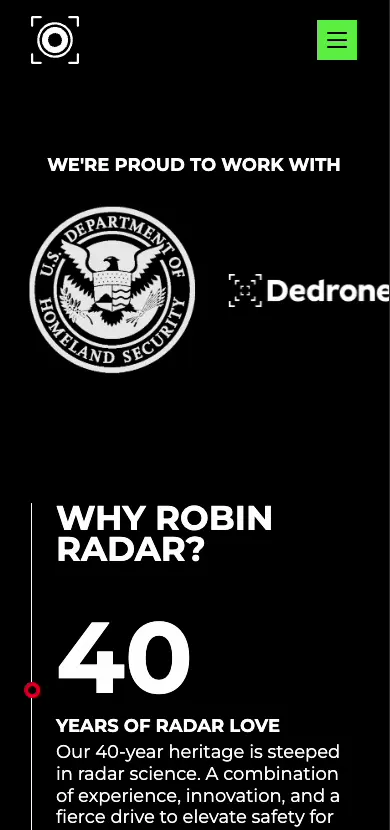 WE'RE PROUD TO WORK WITH
U.S. DEPARTMENT OF
HOMELAND SECURITY
Dedrone
WHY ROBIN
RADAR?
40
YEARS OF RADAR LOVE
Our 40-year heritage is steeped
in radar science. A combination
of experience, innovation, and a
fierce drive to elevate safety for